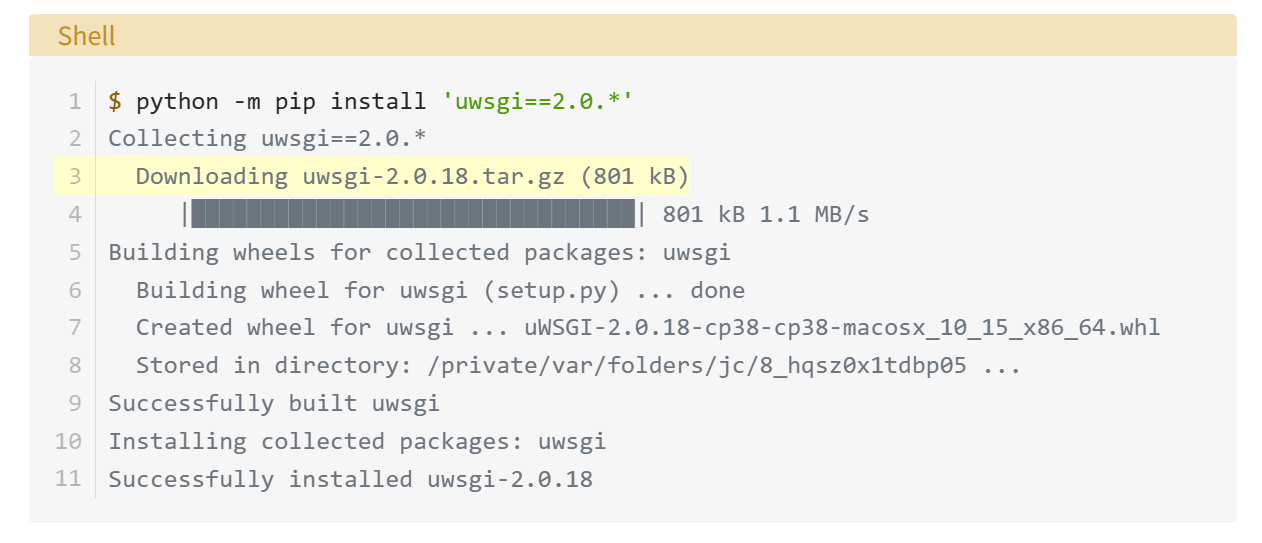 Shell
1 $ python -m pip install 'uwsgi==2.0.*'
2 Collecting uwsgi==2.0.*
3   Downloading uwsgi-2.0.18.tar.gz (801 kB)
4      |████████████████████████████████| 801 kB 1.1 MB/s
5 Building wheels for collected packages: uwsgi
6   Building wheel for uwsgi (setup.py) ... done
7   Created wheel for uwsgi ... uWSGI-2.0.18-cp38-cp38-macosx_10_15_x86_64.whl
8   Stored in directory: /private/var/folders/jc/8_hqsz0x1tdbp05 ...
9 Successfully built uwsgi
10 Installing collected packages: uwsgi
11 Successfully installed uwsgi-2.0.18